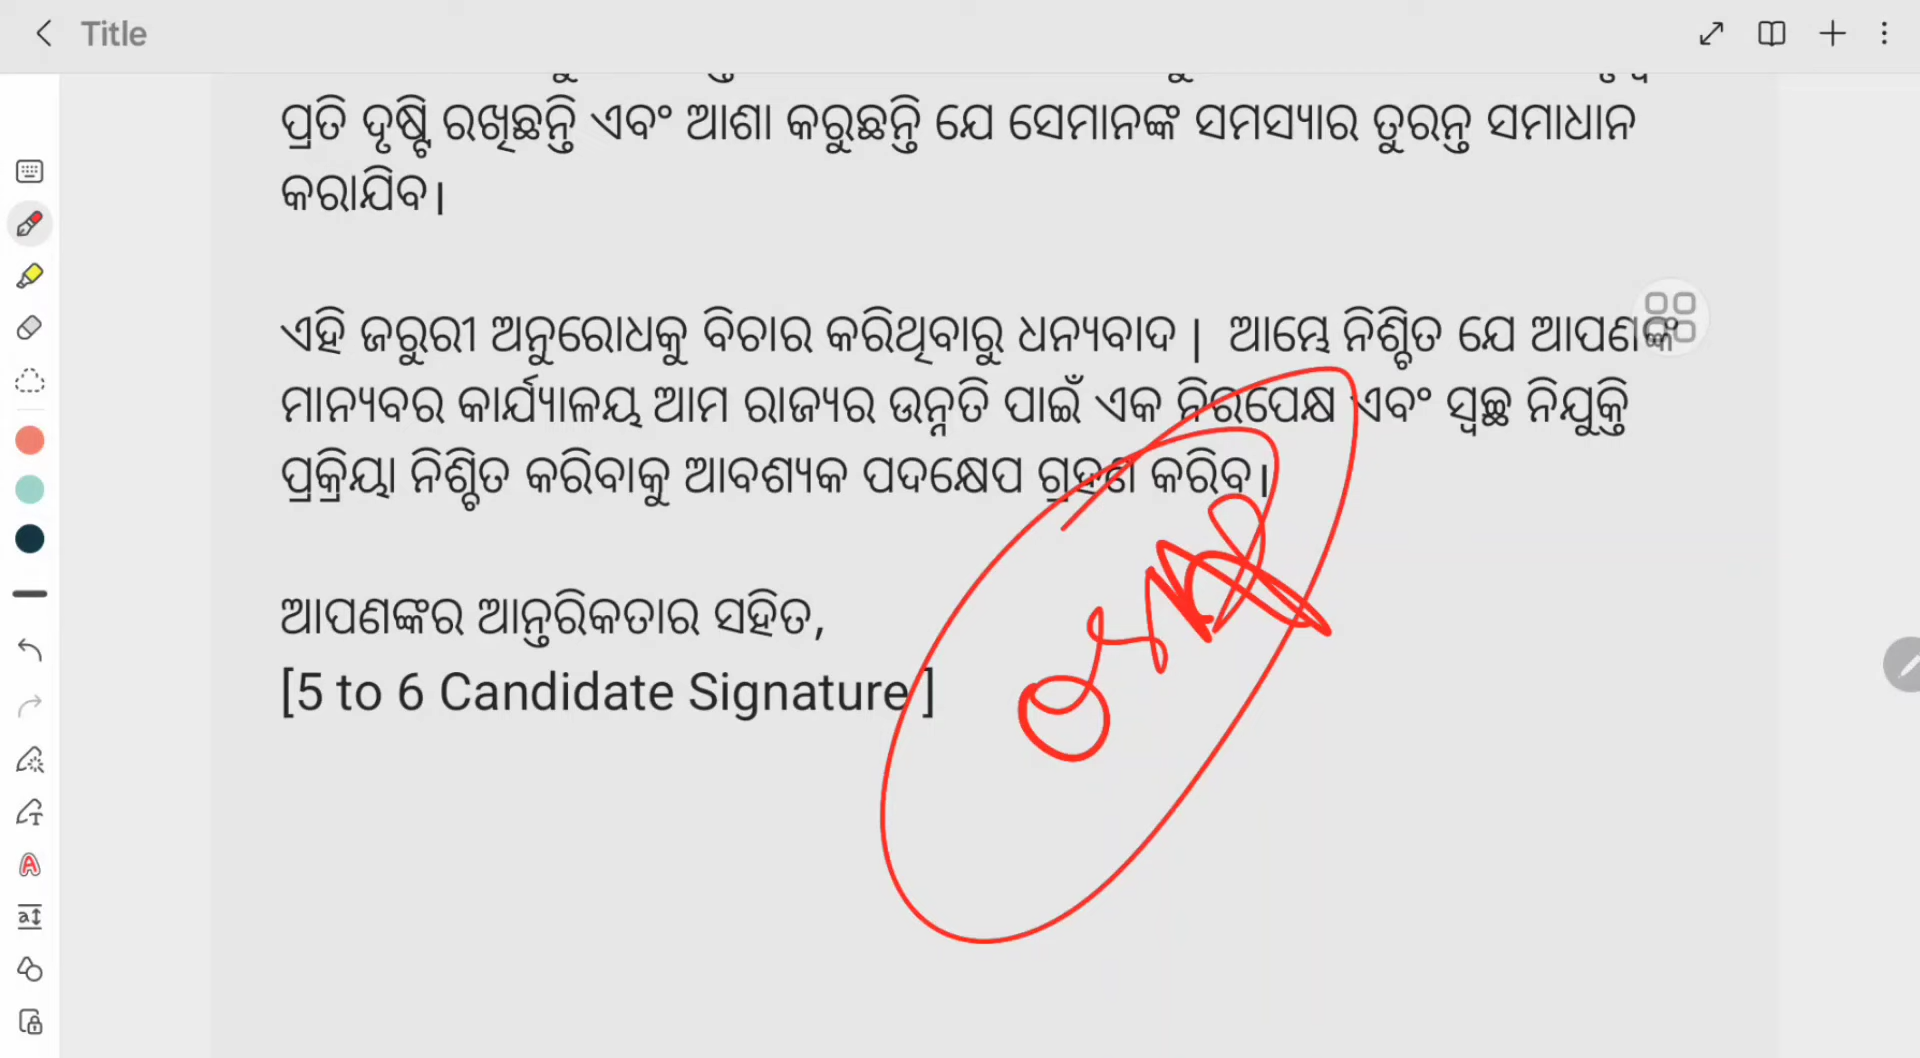 Title
ପ୍ରତି ଦୃଷ୍ଟି ରଖିଛନ୍ତି ଏବଂ ଆଶା କରୁଛନ୍ତି ଯେ ସେମାନଙ୍କ ସମସ୍ୟାର ତୁରନ୍ତ ସମାଧାନ
କରାଯିବ।
ଏହି ଜରୁରୀ ଅନୁରୋଧକୁ ବିଚାର କରିଥିବାରୁ ଧନ୍ୟବାଦ | ଆମ୍ଭେ ନିଶ୍ଚିତ ଯେ ଆପଣଙ୍କ
ମାନ୍ୟବର କାର୍ଯ୍ୟାଳୟ ଆମ ରାଜ୍ୟର ଉନ୍ନତି ପାଇଁ ଏକ ନିରପେକ୍ଷ ଏବଂ ସ୍ୱଚ୍ଛ ନିଯୁକ୍ତି
ପ୍ରକ୍ରିୟା ନିଶ୍ଚିତ କରିବାକୁ ଆବଶ୍ୟକ ପଦକ୍ଷେପ ଗ୍ରହଣ କରିବ।
ଆପଣଙ୍କର ଆନ୍ତରିକତାର ସହିତ,
[5 to 6 Candidate Signature ]